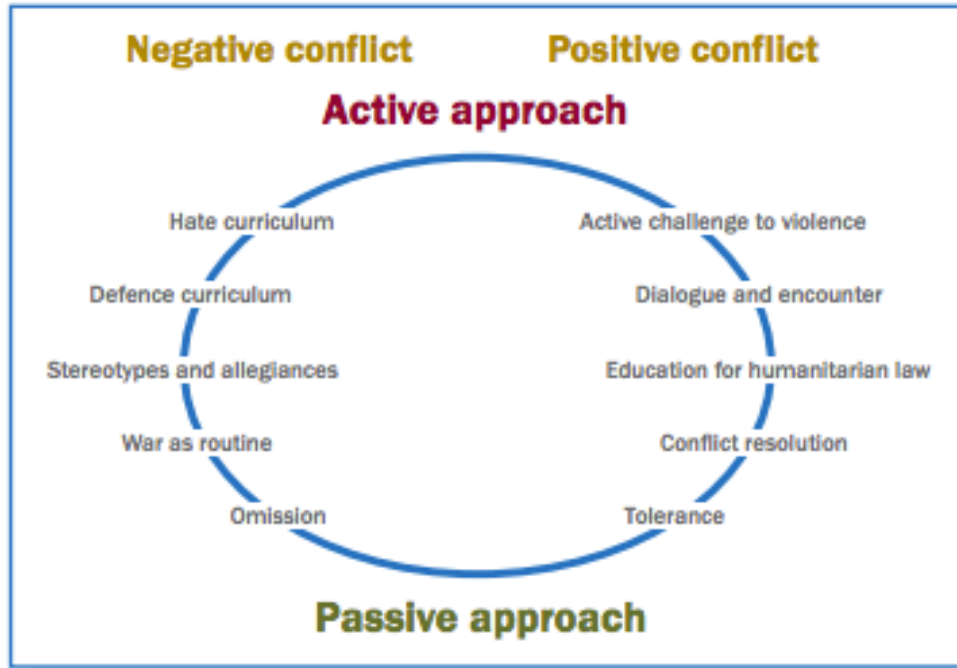 Negative conflict
Positive conflict
Active approach
Hate curriculum
Active challenge to violence
Defence curriculum
Dialogue and encounter
Stereotypes and allegiances
Education for humanitarian law
War as routine
Conflict resolution
Omission
Tolerance
Passive approach